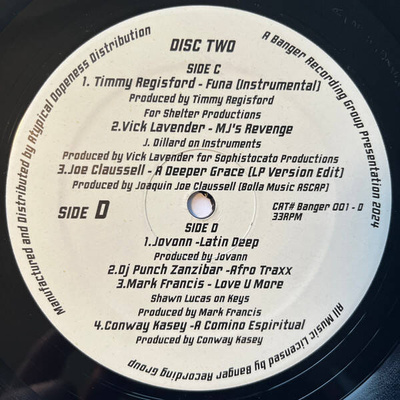 DISC TWO
SIDE C
1. Timmy Regisford - Funa (Instrumental)
Produced by Timmy Regisford
For Shelter Productions
2.Vick Lavender - MJ's Revenge
J. Dillard on Instruments
Produced by Vick Lavender for Sophistocato Productions
3.Joe Claussell - A Deeper Grace (LP Version Edit)
Produced by Joaquin Joe Claussell (Bolla Music ASCAP)
SIDE D
CAT# Banger 001 - D
33RPM
SIDE D
1.Jovonn -Latin Deep
Produced by Jovann
2.Dj Punch Zanzibar -Afro Traxx
3.Mark Francis - Love U More
Shawn Lucas on Keys
Produced by Mark Francis
4.Conway Kasey -A Comino Espiritual
Produced by Conway Kasey
Manufactured and Distributed by Atypical Dopeness Distribution
A Banger Recording Group Presentation 2024
All Music Licensed by Banger Recording Group